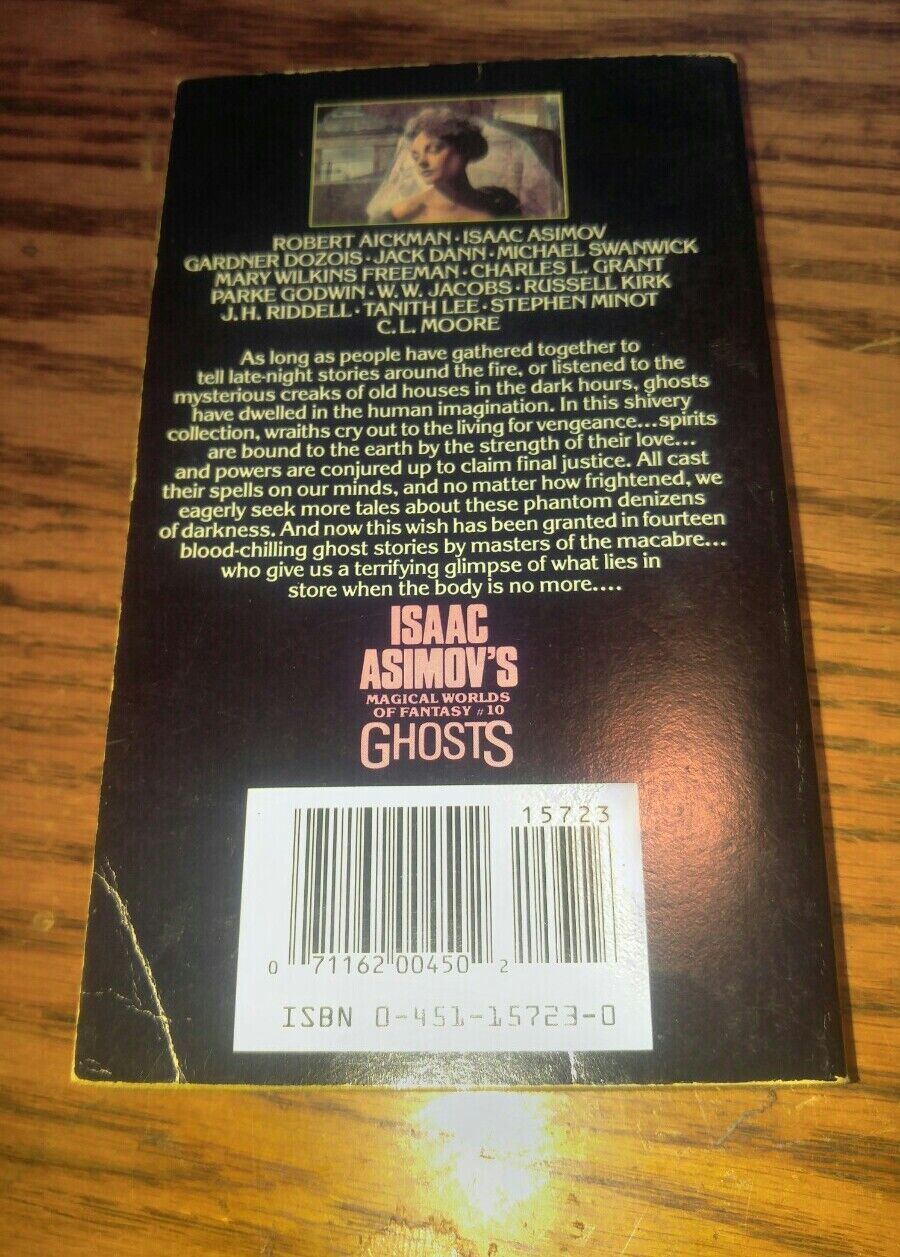 ROBERT AICKMAN · ISAAC ASIMOV
GARDNER DOZOIS · JACK DANN · MICHAEL SWANWICK
MARY WILKINS FREEMAN · CHARLES L. GRANT
PARKE GODWIN · W. W. JACOBS · RUSSELL KIRK
J. H. RIDDELL · TANITH LEE · STEPHEN MINOT
C. L. MOORE
As long as people have gathered together to
tell late-night stories around the fire, or listened to the
mysterious creaks of old houses in the dark hours, ghosts
have dwelled in the human imagination. In this shivery
collection, wraiths cry out to the living for vengeance...spirits
are bound to the earth by the strength of their love...
and powers are conjured up to claim final justice. All cast
their spells on our minds, and no matter how frightened, we
eagerly seek more tales about these phantom denizens
of darkness. And now this wish has been granted in fourteen
blood-chilling ghost stories by masters of the macabre...
who give us a terrifying glimpse of what lies in
store when the body is no more....
ISAAC
ASIMOV'S
MAGICAL WORLDS
OF FANTASY #10
GHOSTS
15723
0 71162 00450 2
ISBN 0-451-15723-0